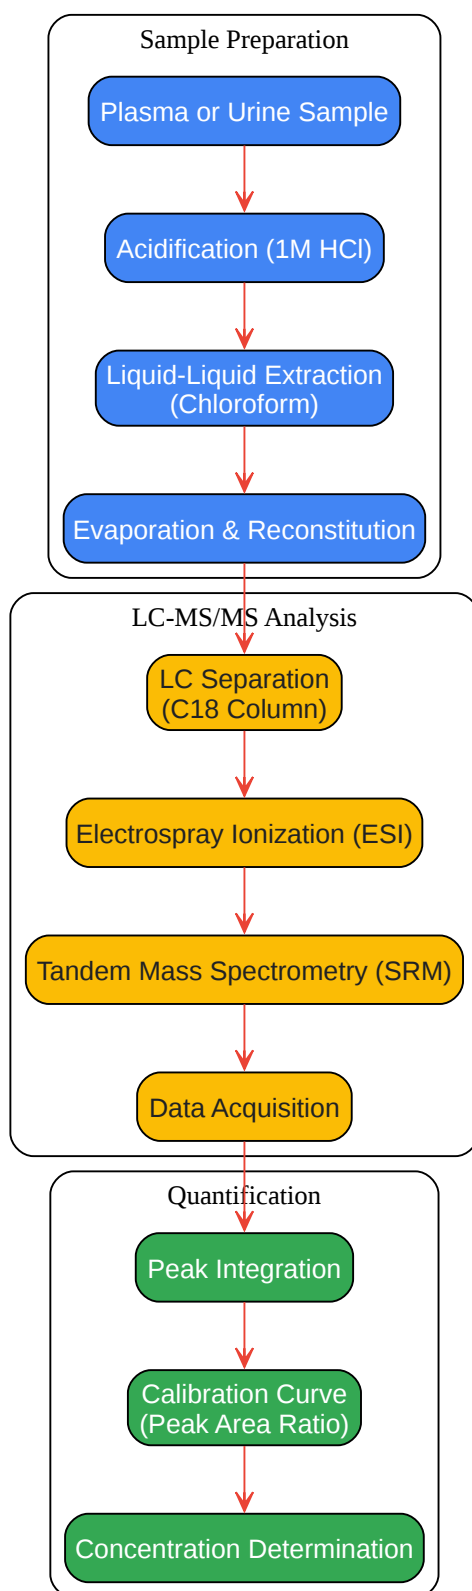 Sample Preparation
Plasma or Urine Sample
Acidification (1M HCl)
Liquid-Liquid Extraction
(Chloroform)
Evaporation & Reconstitution
LC-MS/MS Analysis
LC Separation
(C18 Column)
Electrospray Ionization (ESI)
Tandem Mass Spectrometry (SRM)
Data Acquisition
Quantification
Peak Integration
Calibration Curve
(Peak Area Ratio)
Concentration Determination